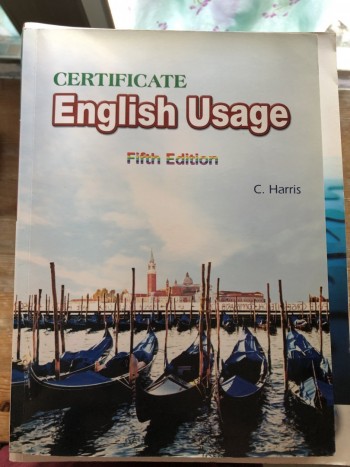 CERTIFICATE
English Usage
Fifth Edition
C. Harris